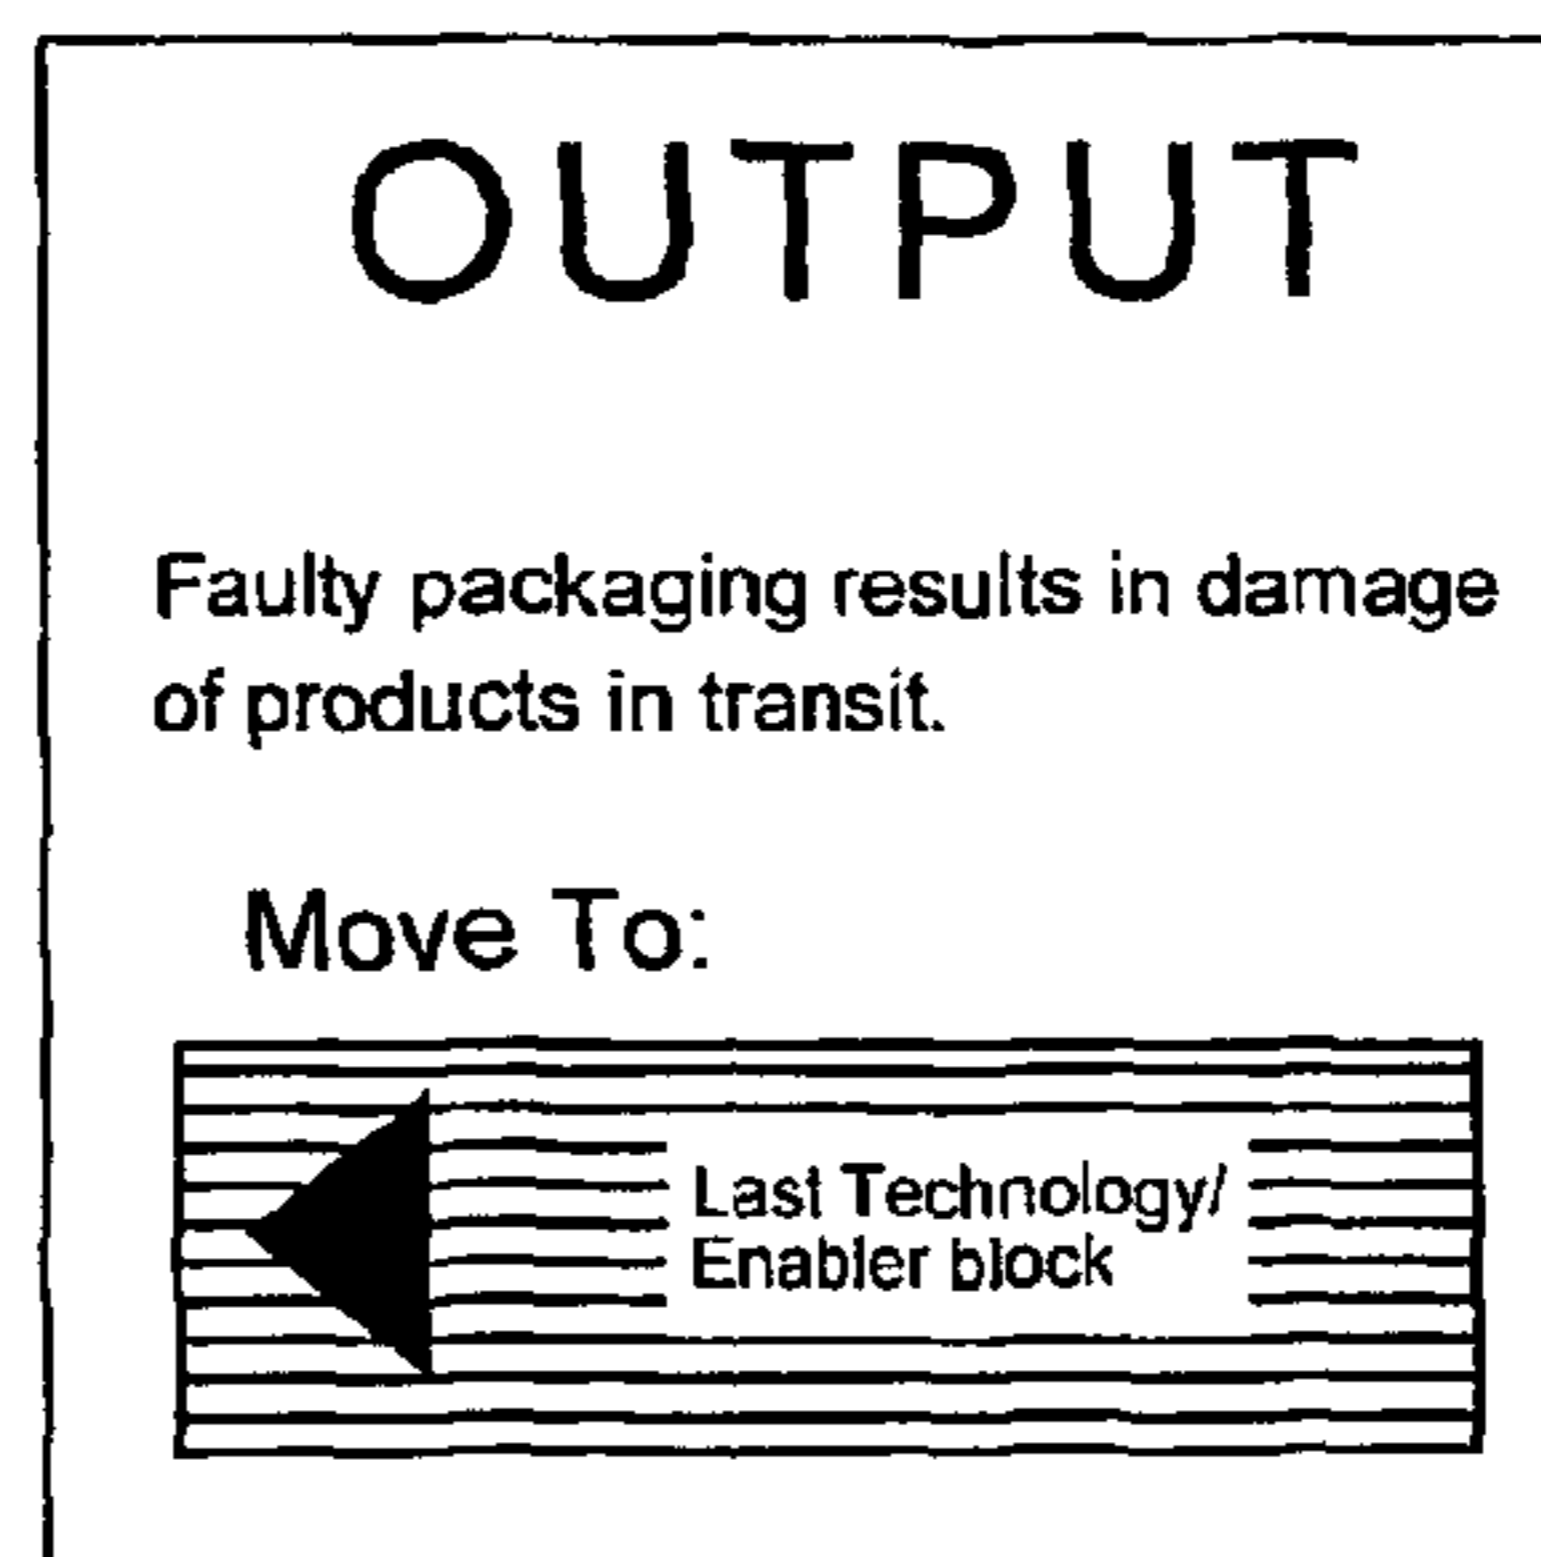 OUTPUT
Faulty packaging results in damage
of products in transit.
Move To:
Last Technology/
Enabler block